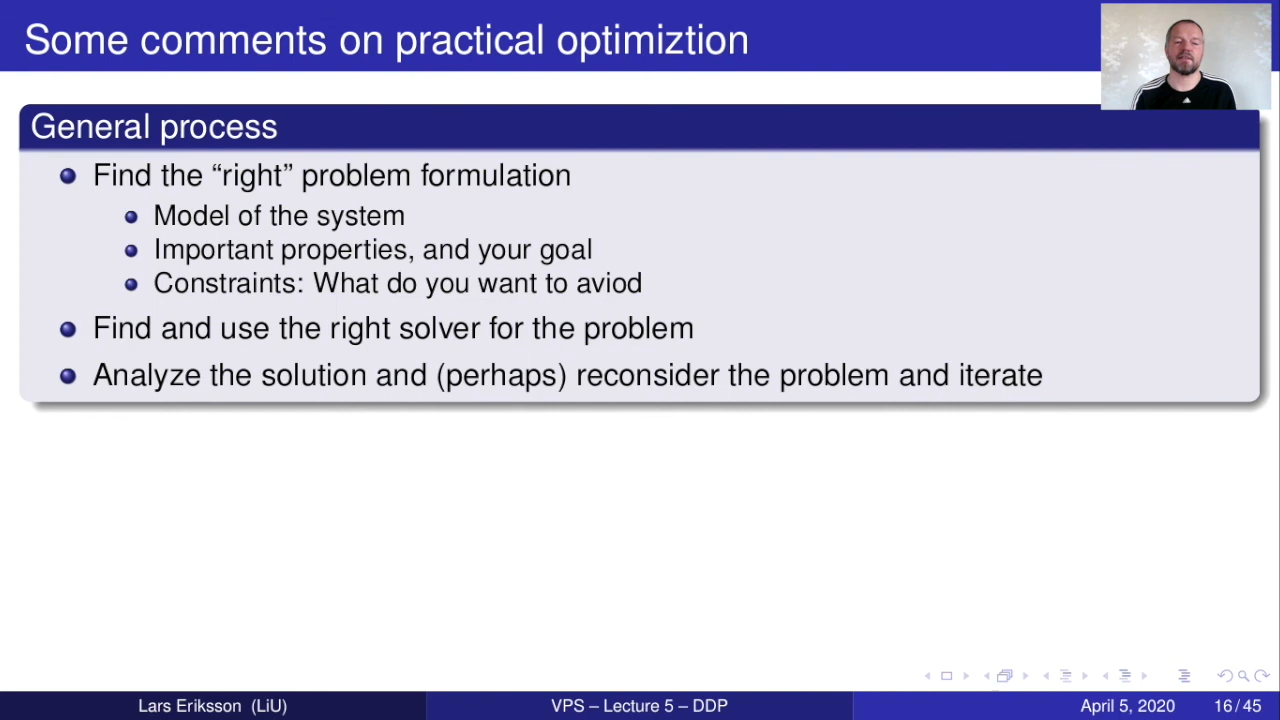 Some comments on practical optimiztion
General process
Find the “right” problem formulation
Model of the system
Important properties, and your goal
Constraints: What do you want to aviod
Find and use the right solver for the problem
Analyze the solution and (perhaps) reconsider the problem and iterate
Lars Eriksson (LiU)
VPS – Lecture 5 – DDP
April 5, 2020
16 / 45